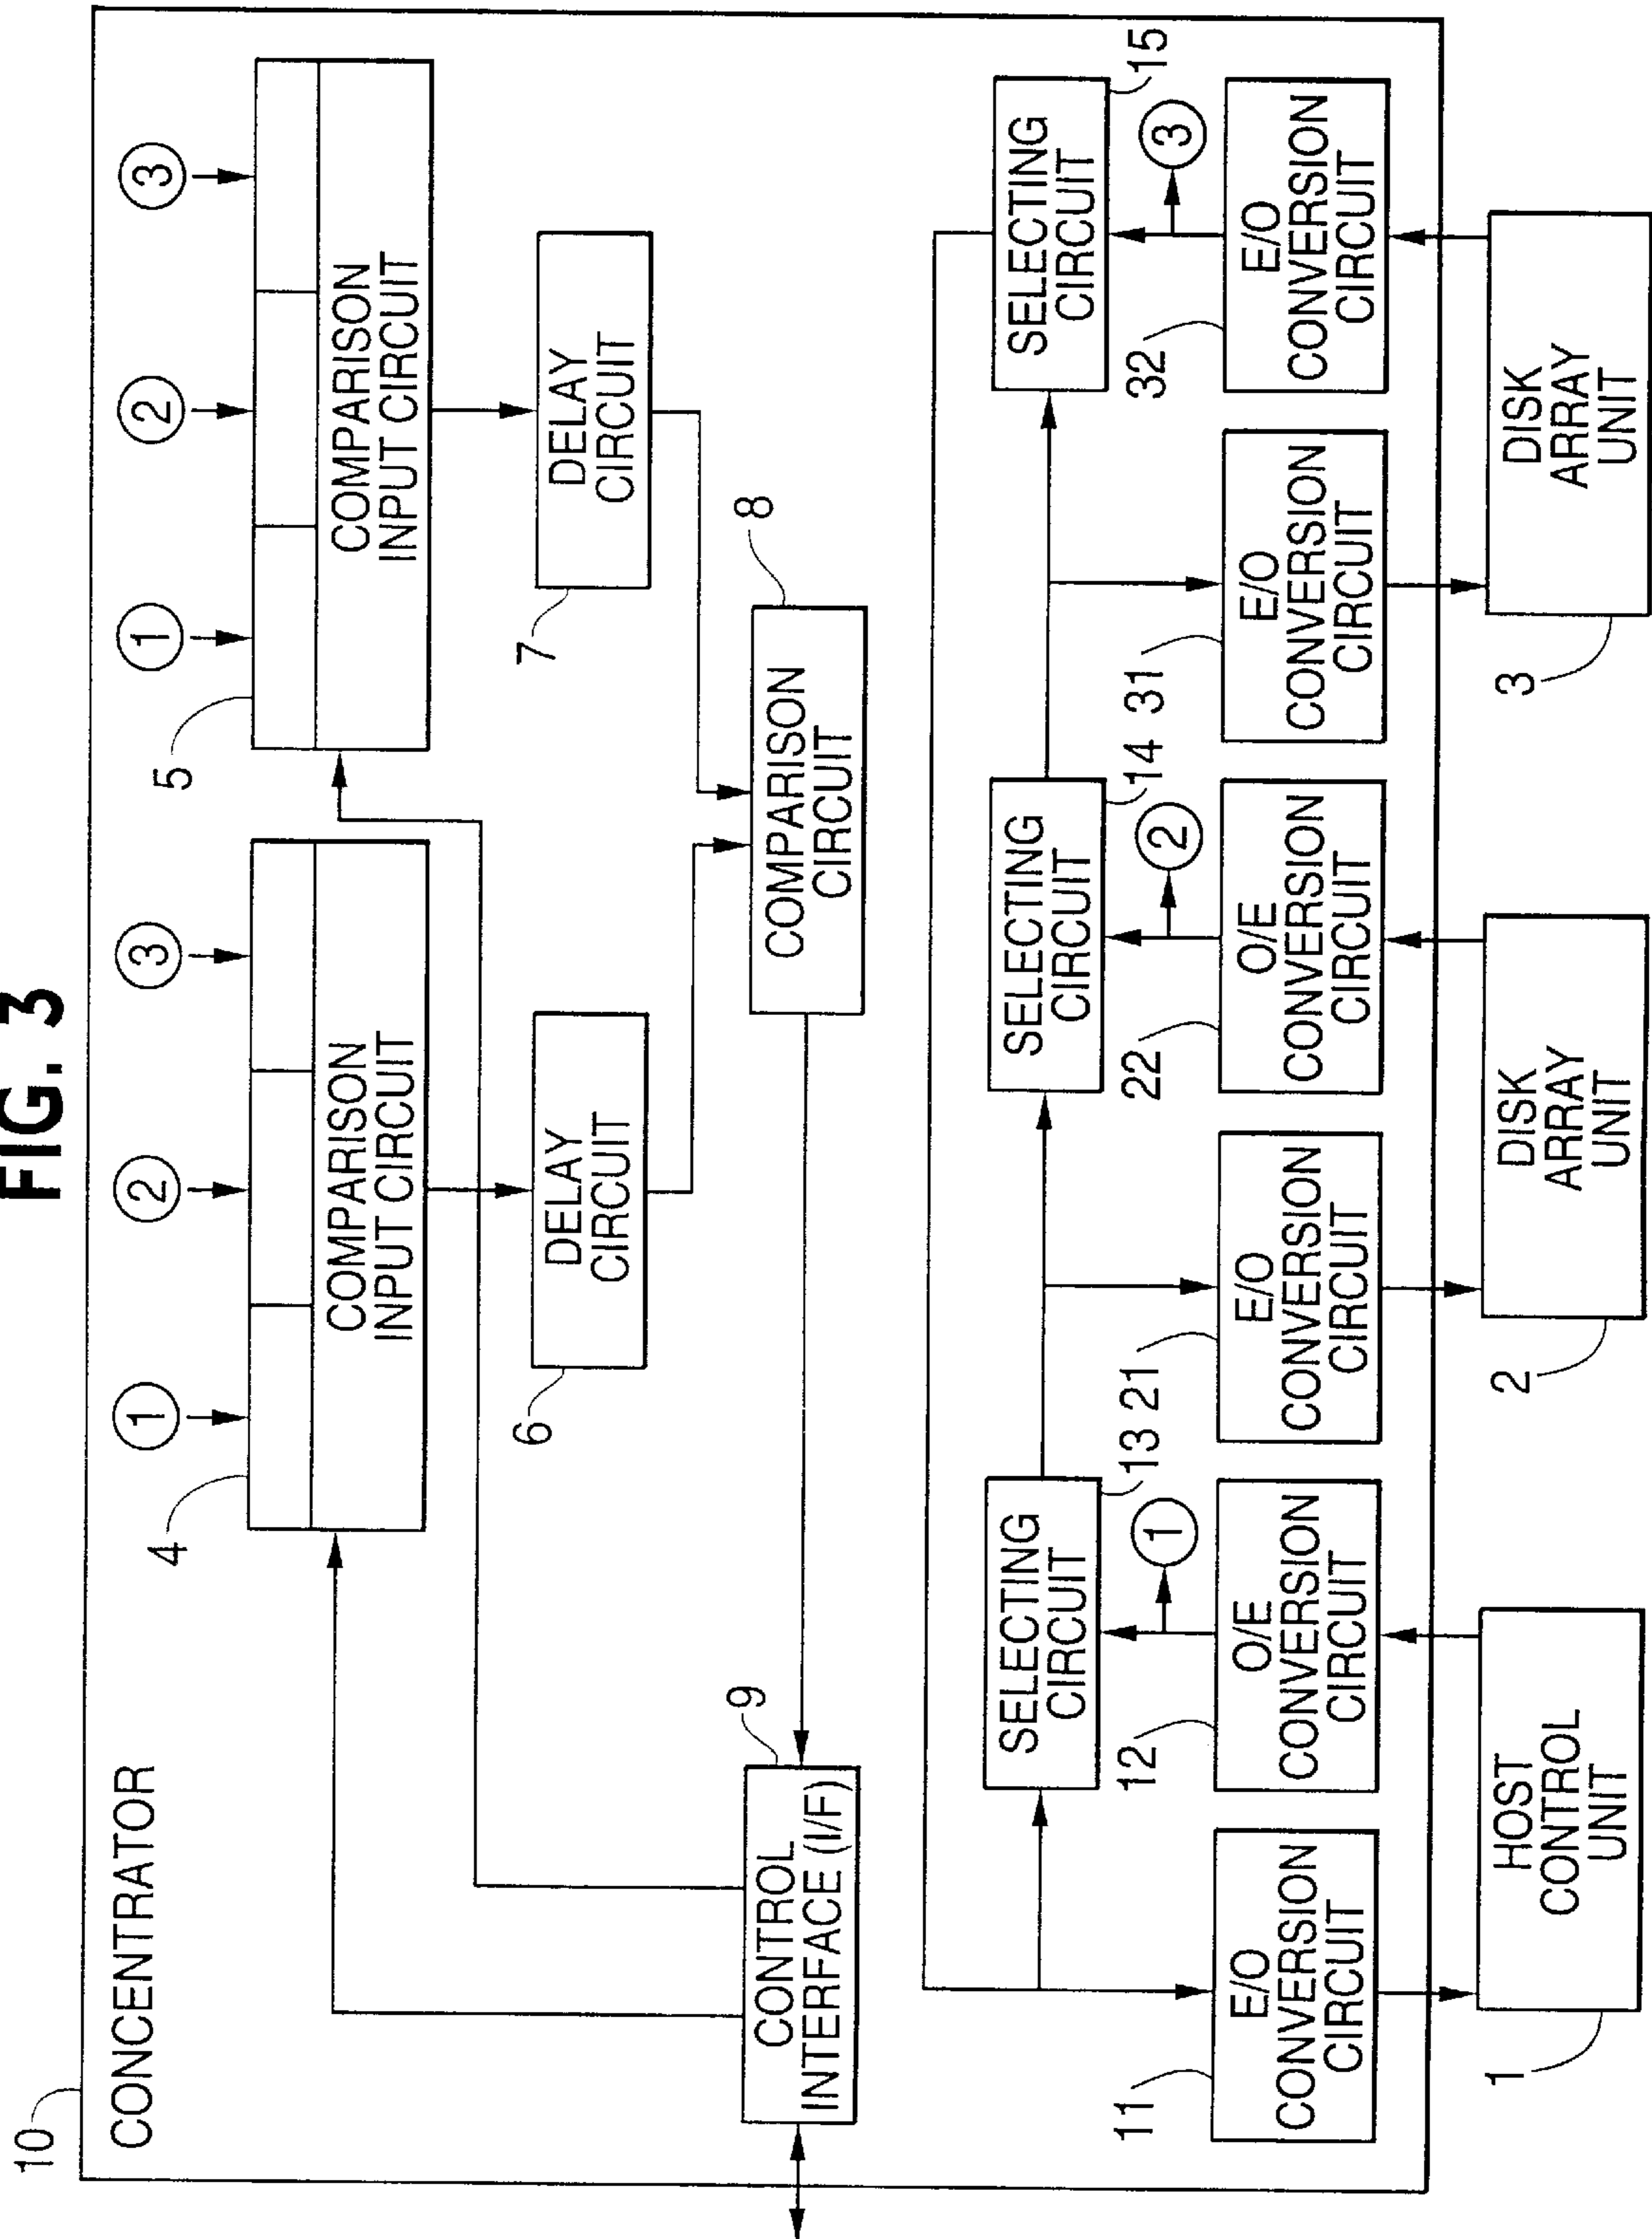 FIG. 3
10
CONCENTRATOR
1
2
3
1
2
3
4
COMPARISON
INPUT CIRCUIT
5
COMPARISON
INPUT CIRCUIT
6
DELAY
CIRCUIT
7
DELAY
CIRCUIT
9
CONTROL
INTERFACE (I/F)
8
COMPARISON
CIRCUIT
SELECTING
CIRCUIT
13
SELECTING
CIRCUIT
14
SELECTING
CIRCUIT
15
1
2
3
11
E/O
CONVERSION
CIRCUIT
12
O/E
CONVERSION
CIRCUIT
21
E/O
CONVERSION
CIRCUIT
22
O/E
CONVERSION
CIRCUIT
31
E/O
CONVERSION
CIRCUIT
32
E/O
CONVERSION
CIRCUIT
1
HOST
CONTROL
UNIT
2
DISK
ARRAY
UNIT
3
DISK
ARRAY
UNIT